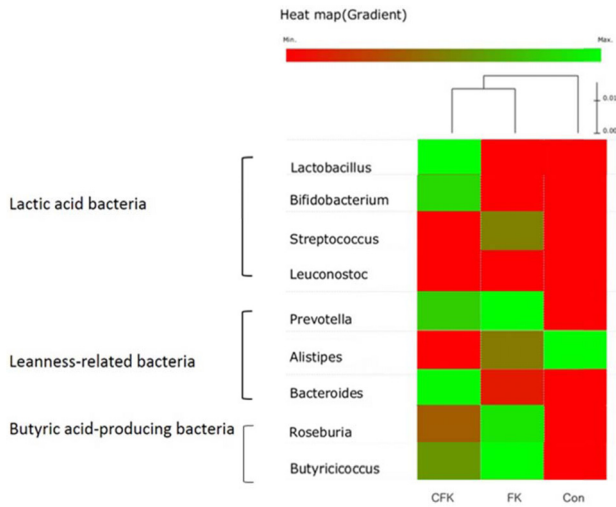 Heat map(Gradient)
Min. Max.
0.01
0.00
Lactic acid bacteria
Lactobacillus
Bifidobacterium
Streptococcus
Leuconostoc
Leanness-related bacteria
Prevotella
Alistipes
Bacteroides
Butyric acid-producing bacteria
Roseburia
Butyricicoccus
CFK FK Con